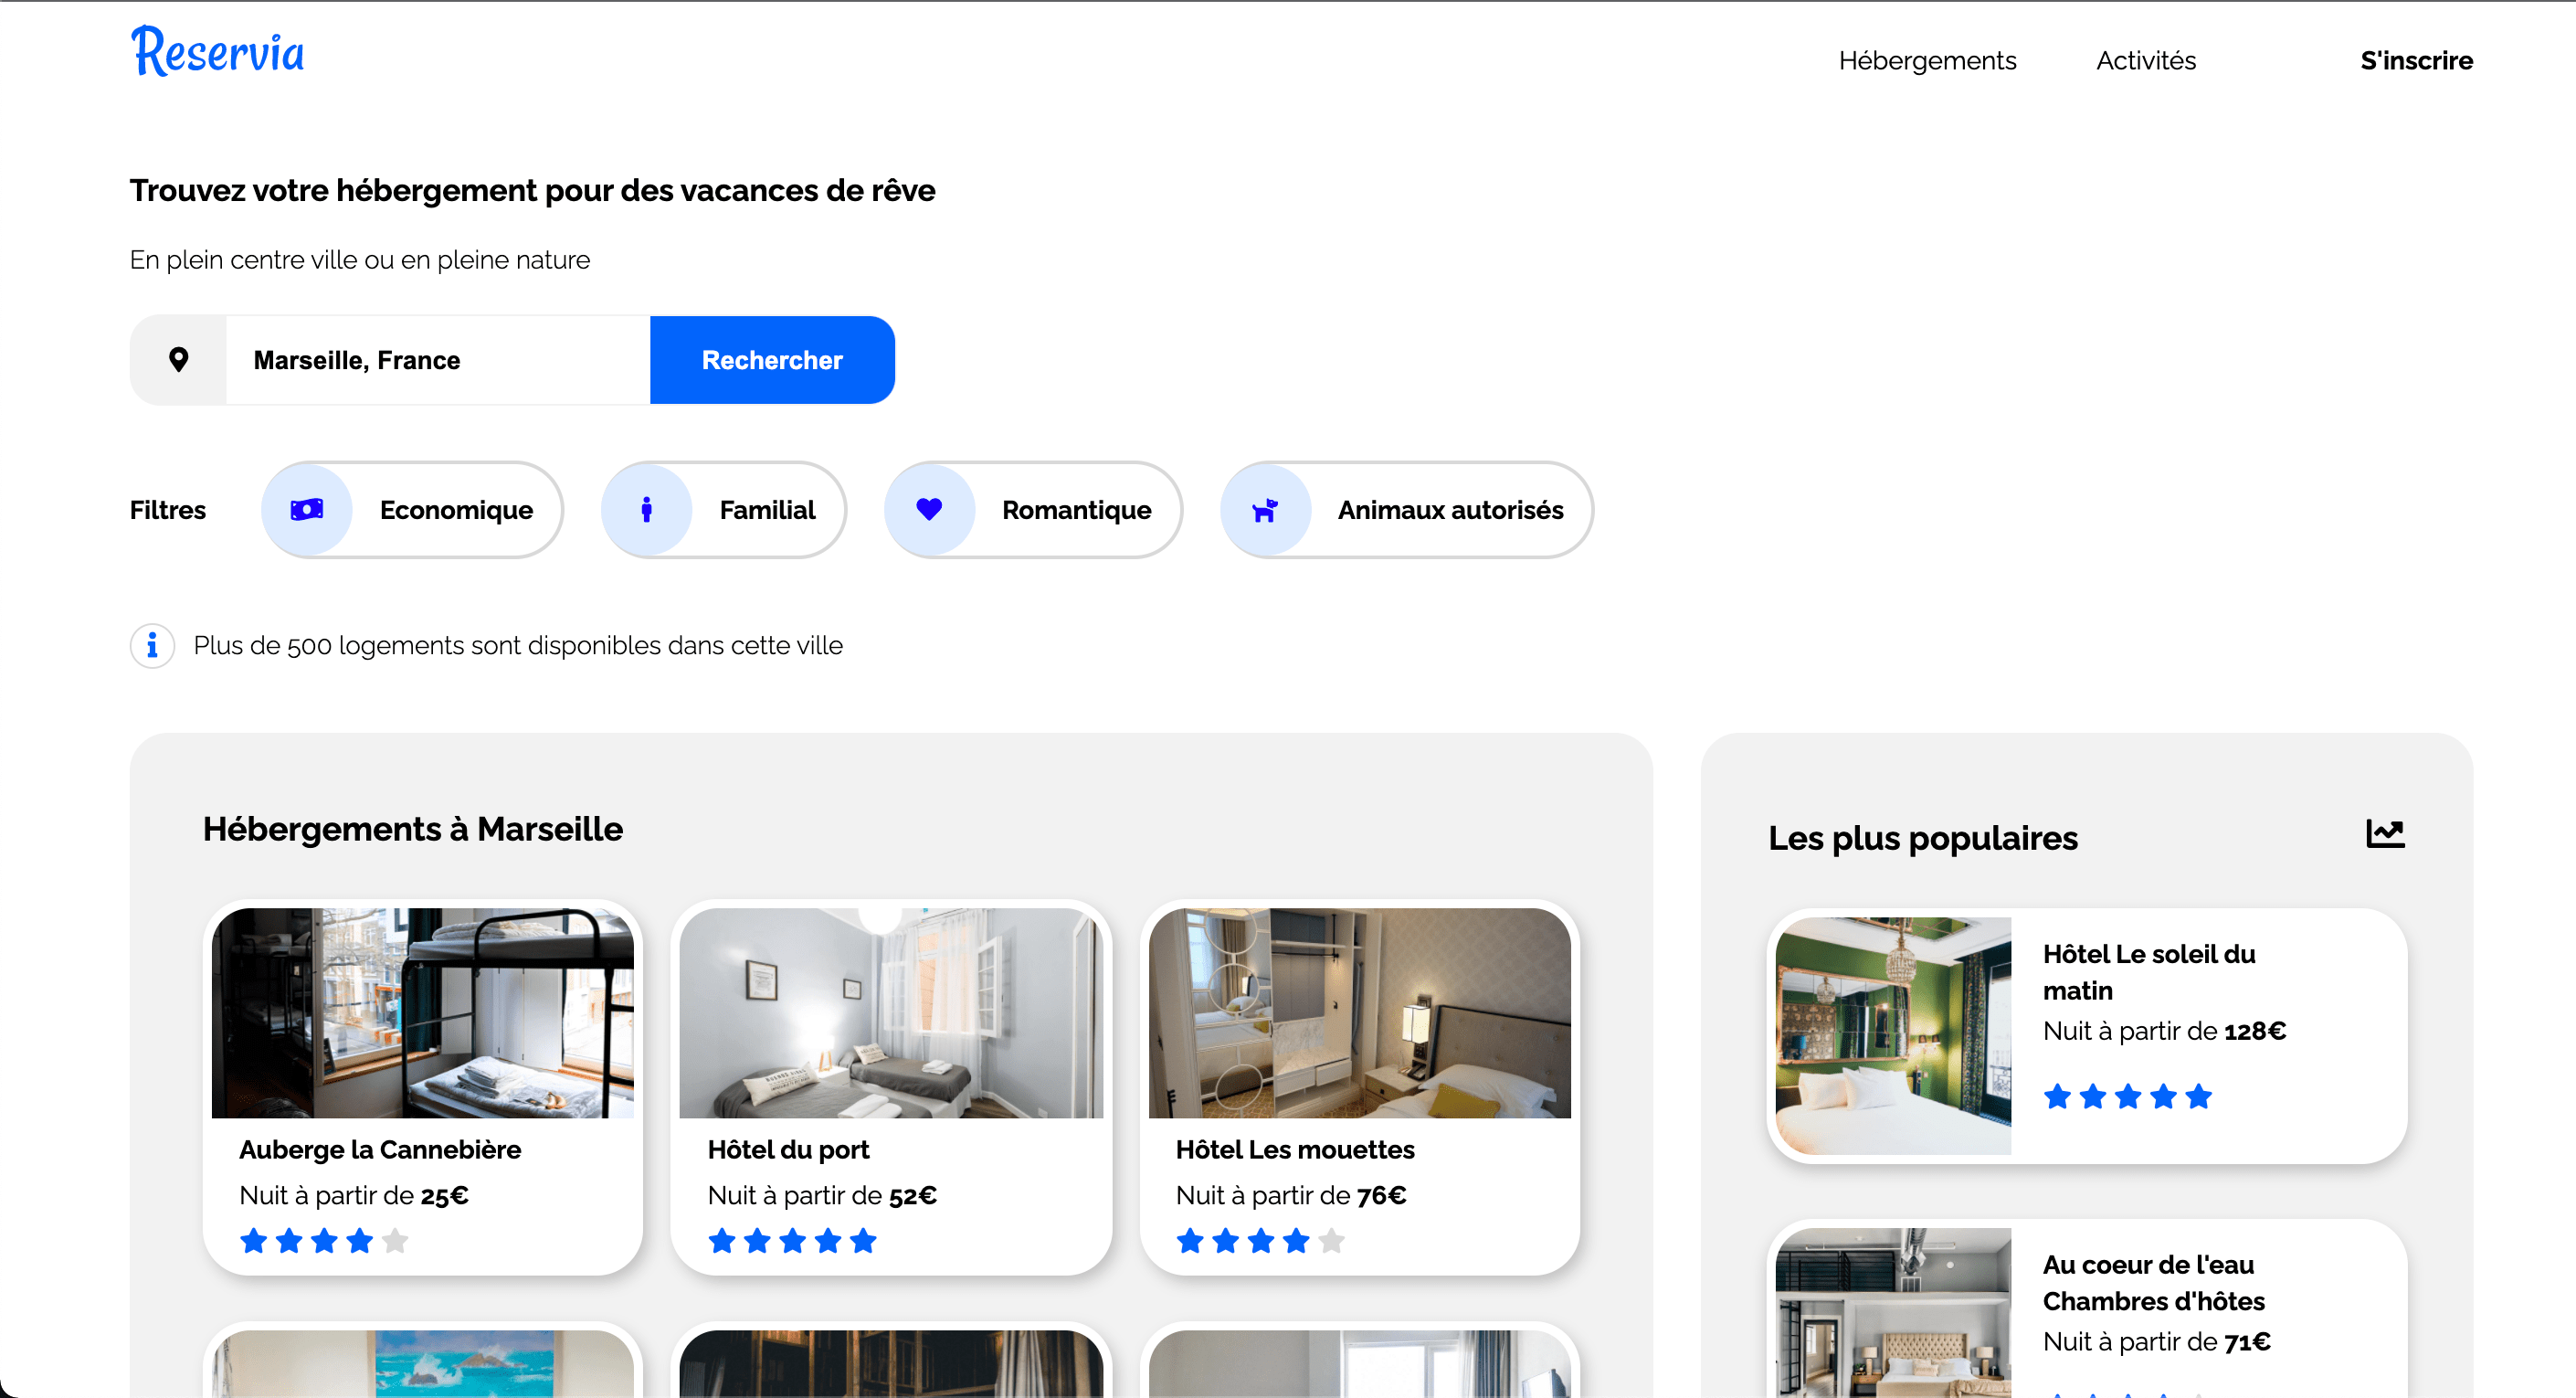 Reservia
Hébergements
Activités
S'inscrire
Trouvez votre hébergement pour des vacances de rêve
En plein centre ville ou en pleine nature
Marseille, France
Rechercher
Filtres
Economique
Familial
Romantique
Animaux autorisés
Plus de 500 logements sont disponibles dans cette ville
Hébergements à Marseille
Auberge la Cannebière
Nuit à partir de 25€
Hôtel du port
Nuit à partir de 52€
Hôtel Les mouettes
Nuit à partir de 76€
Les plus populaires
Hôtel Le soleil du
matin
Nuit à partir de 128€
Au coeur de l'eau
Chambres d'hôtes
Nuit à partir de 71€